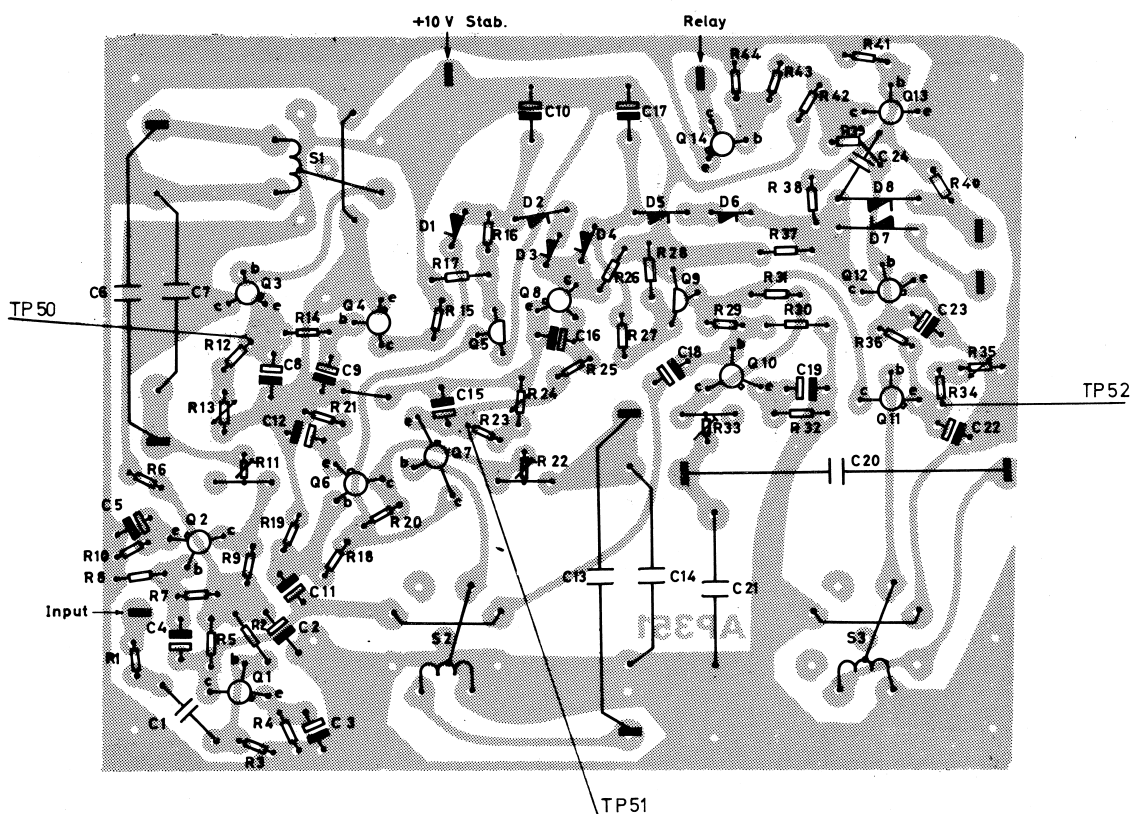 +10 V Stab. Relay
R44 R41
R43
R42 Q13
b
c e
C10 C17
c
Q14 b
e
R39
C24
S1
R38 D8 R40
D2 D5 D6
D1 R16 D4
D3
D7
R37
R17 R28
R26
b Q3
c e
C6 C7
Q8 c
e
b
Q9
R31
Q12 b
e
c
TP50
R14
Q4 e
b
c
R15
Q5
C16 R27
R29 R30
C23
R36
R12
C8 C9
R25
C18
b
Q10
c e
C19
R35
R34
b
c e
Q11
TP52
R13
R21
C12
C15
R24
R23
R33 R32
C22
R11
e Q7
b
c
R22
C20
R6
Q6 e c
b
C5
Q2
e c
b
R19
R20
R10
R9
R18
R8
C11
C13 C14 C21
R7
Input
C4 R5 R2 C2
S2 AP351 S3
R1
b
Q1
c e
C1
R4 C3
R3
TP51